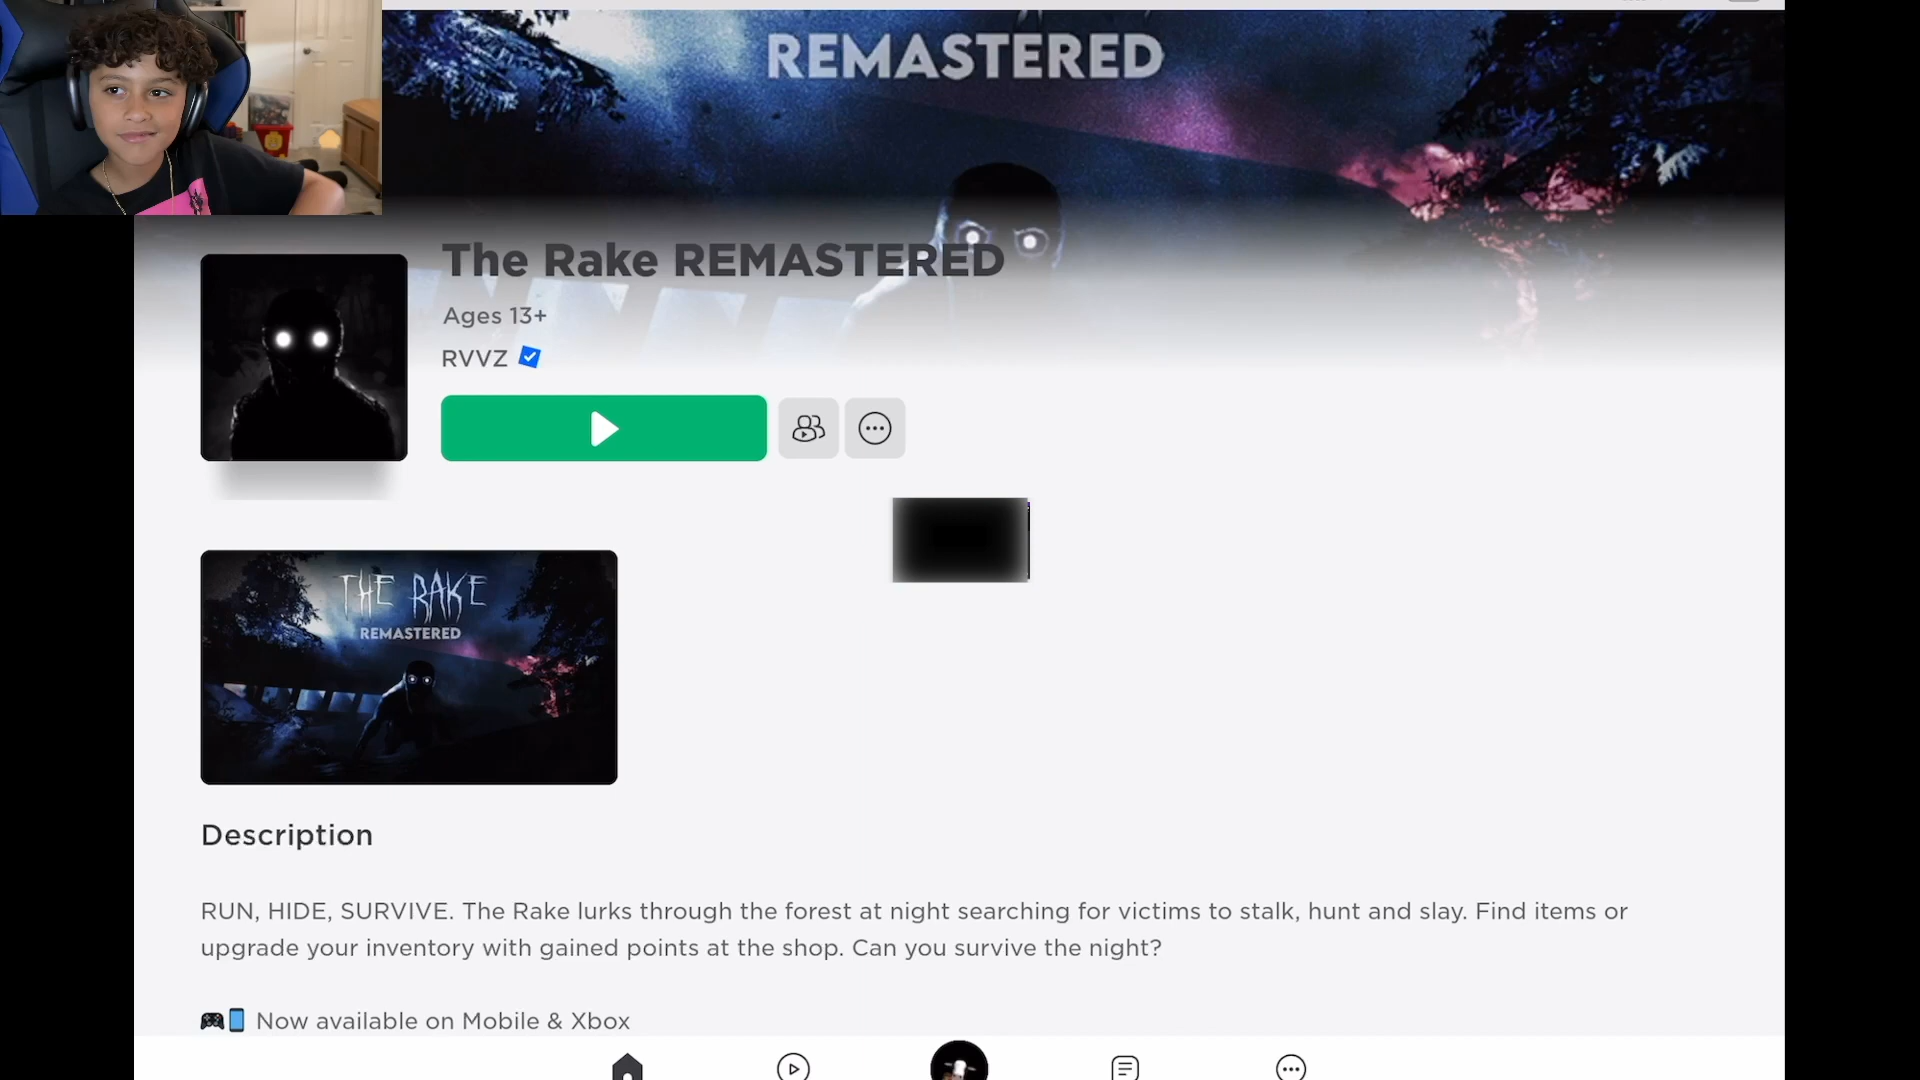 REMASTERED
The Rake REMASTERED
Ages 13+
RVVZ
THE RAKE
REMASTERED
Description
RUN, HIDE, SURVIVE. The Rake lurks through the forest at night searching for victims to stalk, hunt and slay. Find items or
upgrade your inventory with gained points at the shop. Can you survive the night?
Now available on Mobile & Xbox